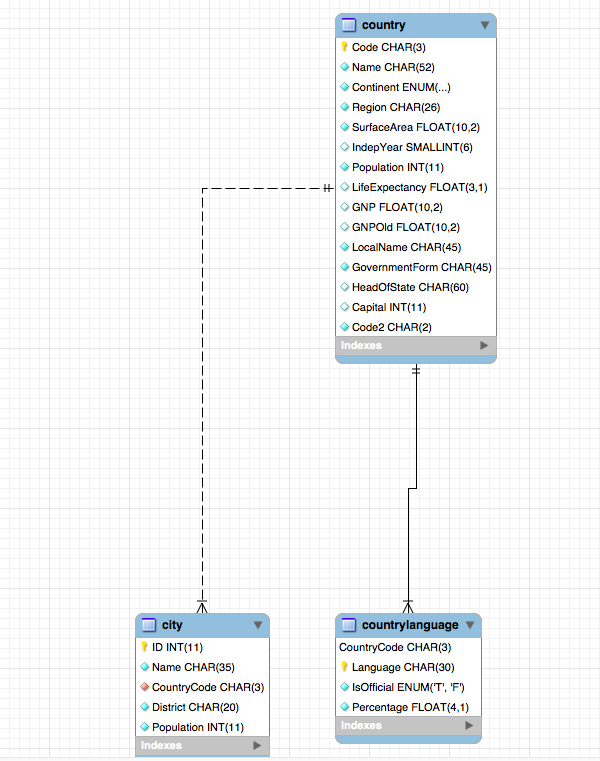 country
Code CHAR(3)
Name CHAR(52)
Continent ENUM(...)
Region CHAR(26)
SurfaceArea FLOAT(10,2)
IndepYear SMALLINT(6)
Population INT(11)
LifeExpectancy FLOAT(3,1)
GNP FLOAT(10,2)
GNPOld FLOAT(10,2)
LocalName CHAR(45)
GovernmentForm CHAR(45)
HeadOfState CHAR(60)
Capital INT(11)
Code2 CHAR(2)
Indexes
city
ID INT(11)
Name CHAR(35)
CountryCode CHAR(3)
District CHAR(20)
Population INT(11)
Indexes
countrylanguage
CountryCode CHAR(3)
Language CHAR(30)
IsOfficial ENUM('T', 'F')
Percentage FLOAT(4,1)
Indexes